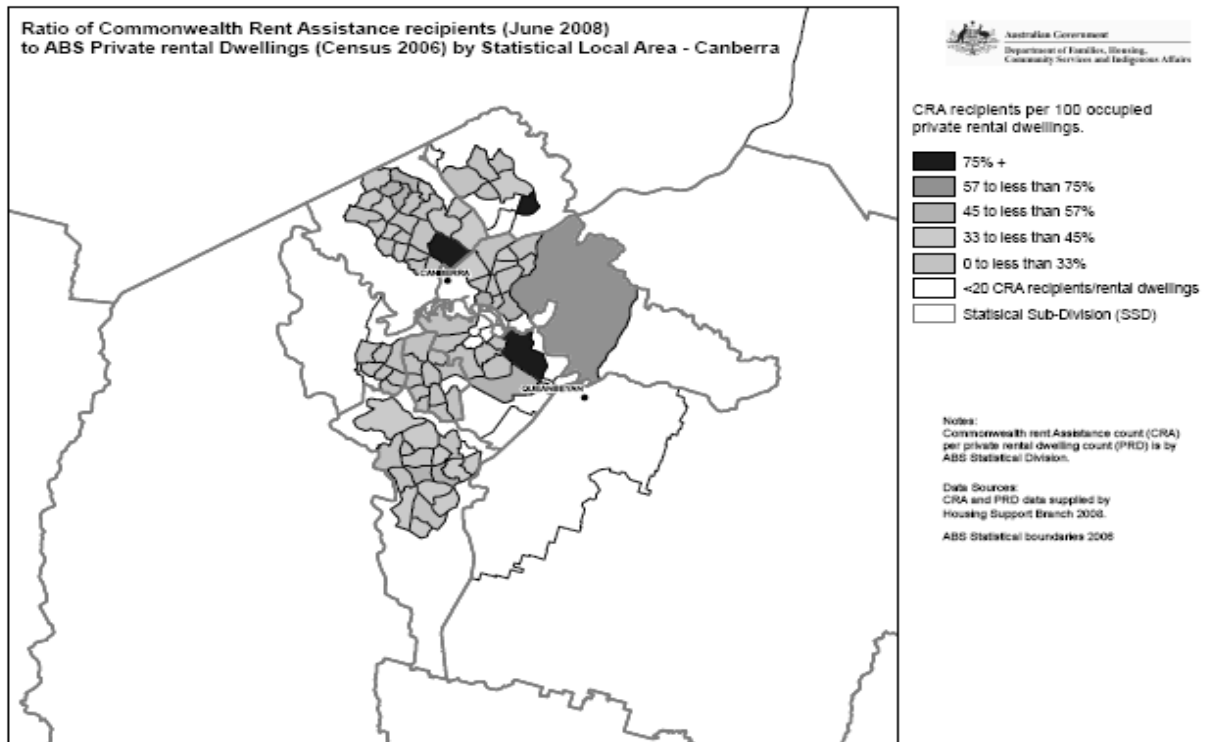 Ratio of Commonwealth Rent Assistance recipients (June 2008)
to ABS Private rental Dwellings (Census 2006) by Statistical Local Area - Canberra
Australian Government
Department of Families, Housing,
Community Services and Indigenous Affairs
CRA recipients per 100 occupied
private rental dwellings.
75% +
57 to less than 75%
45 to less than 57%
33 to less than 45%
0 to less than 33%
<20 CRA recipients/rental dwellings
Statisical Sub-Division (SSD)
CANBERRA
QUEANBEYAN
Notes:
Commonwealth rent Assistance count (CRA)
per private rental dwelling count (PRD) is by
ABS Statistical Division.
Data Sources:
CRA and PRD data supplied by
Housing Support Branch 2008.
ABS Statistical boundaries 2006